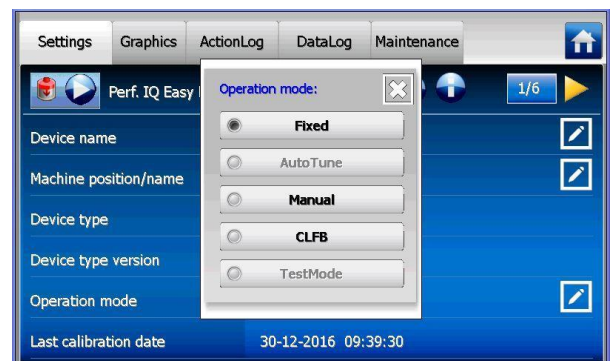 Settings Graphics ActionLog DataLog Maintenance
Perf. IQ Easy
1/6
Operation mode:
Fixed
AutoTune
Manual
CLFB
TestMode
Device name
Machine position/name
Device type
Device type version
Operation mode
Last calibration date 30-12-2016 09:39:30